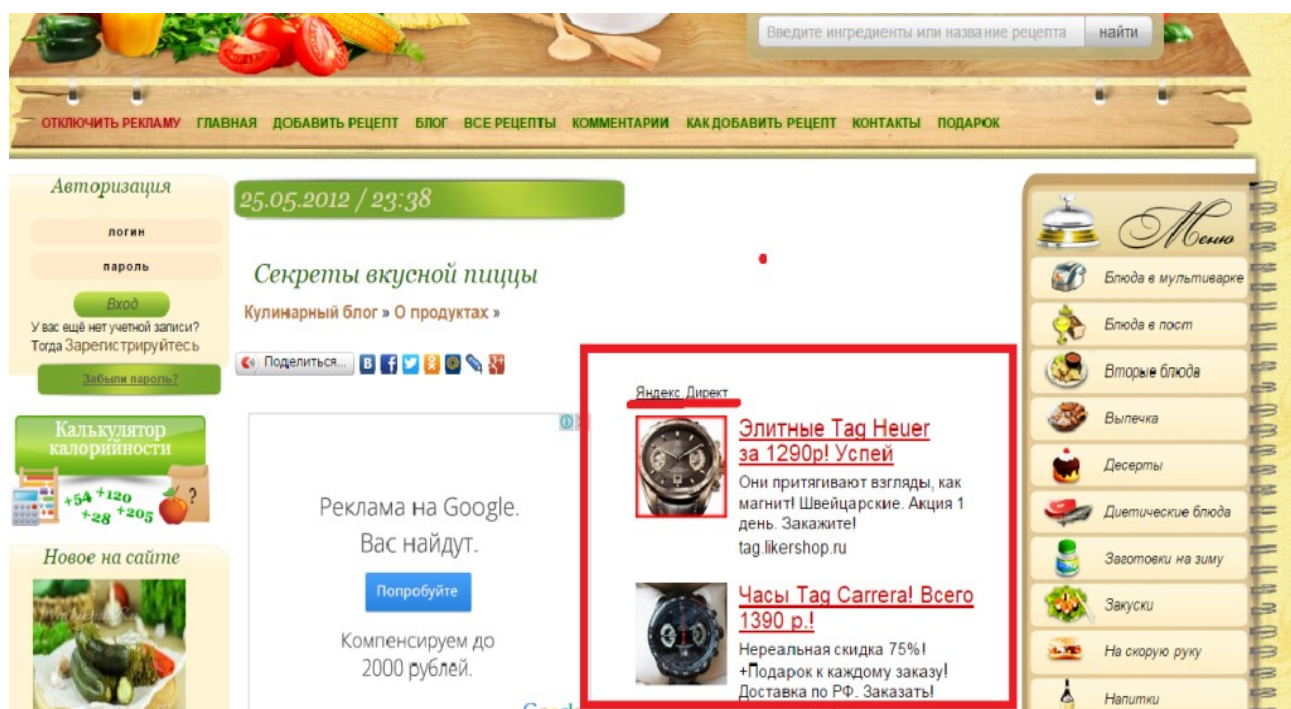 Введите ингредиенты или название рецепта
найти
ОТКЛЮЧИТЬ РЕКЛАМУ ГЛАВНАЯ ДОБАВИТЬ РЕЦЕПТ БЛОГ ВСЕ РЕЦЕПТЫ КОММЕНТАРИИ КАК ДОБАВИТЬ РЕЦЕПТ КОНТАКТЫ ПОДАРОК
Авторизация
логин
пароль
Вход
У вас ещё нет учетной записи?
Тогда Зарегистрируйтесь
Забыли пароль?
Калькулятор
калорийности
+54 +120
+28 +205
?
Новое на сайте
25.05.2012 / 23:38
Секреты вкусной пиццы
Кулинарный блог » О продуктах »
Поделиться...
Реклама на Google.
Вас найдут.
Попробуйте
Компенсируем до
2000 рублей.
Яндекс.Директ
Элитные Tag Heuer
за 1290р! Успей
Они притягивают взгляды, как
магнит! Швейцарские. Акция 1
день. Закажите!
tag.likershop.ru
Часы Tag Carrera! Всего
1390 р.!
Нереальная скидка 75%!
+Подарок к каждому заказу!
Доставка по РФ. Заказать!
Меню
Блюда в мультиварке
Блюда в пост
Вторые блюда
Выпечка
Десерты
Диетические блюда
Заготовки на зиму
Закуски
На скорую руку
Напитки